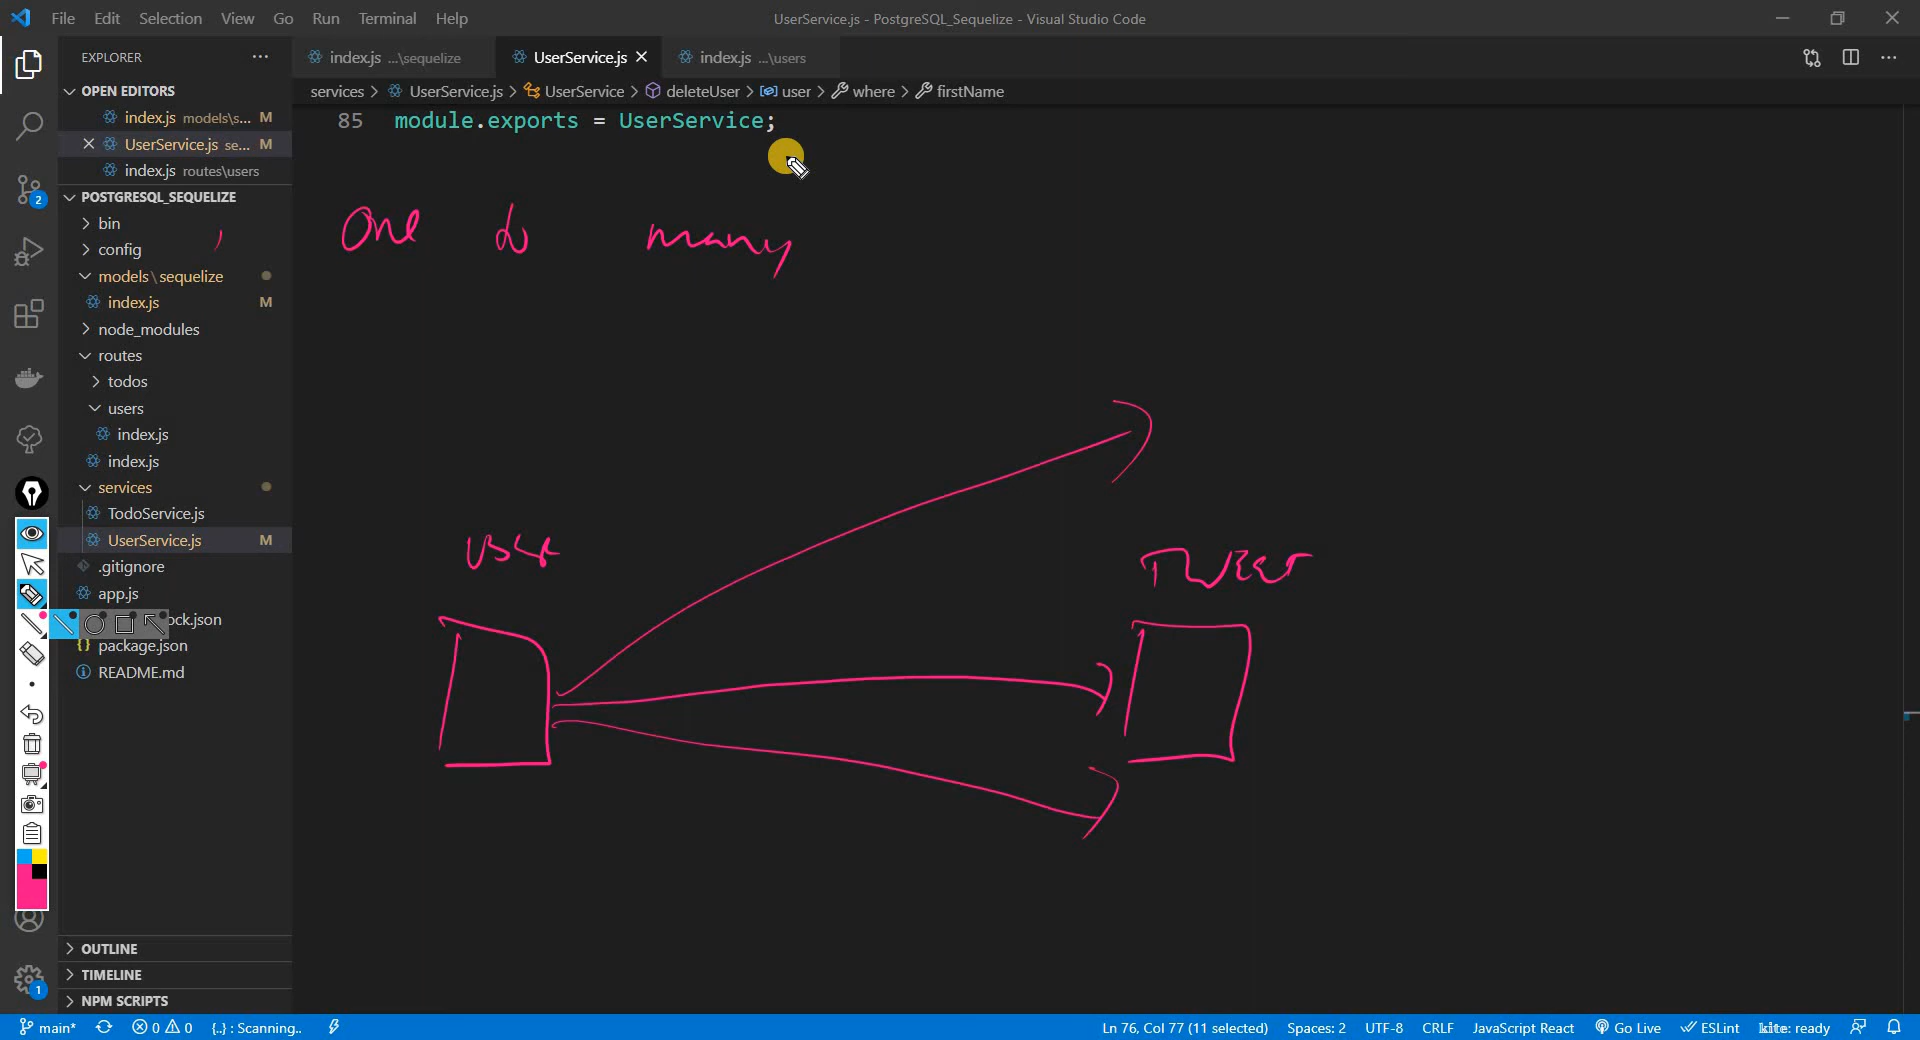 File Edit Selection View Go Run Terminal Help
UserService.js - PostgreSQL_Sequelize - Visual Studio Code
EXPLORER
index.js ...\sequelize
UserService.js
index.js ...\users
OPEN EDITORS
services > UserService.js > UserService > deleteUser > user > where > firstName
index.js models\s... M
UserService.js se... M
index.js routes\users
85 module.exports = UserService;
POSTGRESQL_SEQUELIZE
bin
config
models\sequelize
index.js M
node_modules
routes
todos
users
index.js
index.js
services
TodoService.js
UserService.js M
.gitignore
app.js
ock.json
package.json
README.md
One to many
USER
TWEET
OUTLINE
TIMELINE
NPM SCRIPTS
2
1
main* 0 0 {..} : Scanning.. Ln 76, Col 77 (11 selected) Spaces: 2 UTF-8 CRLF JavaScript React Go Live ESLint kite: ready